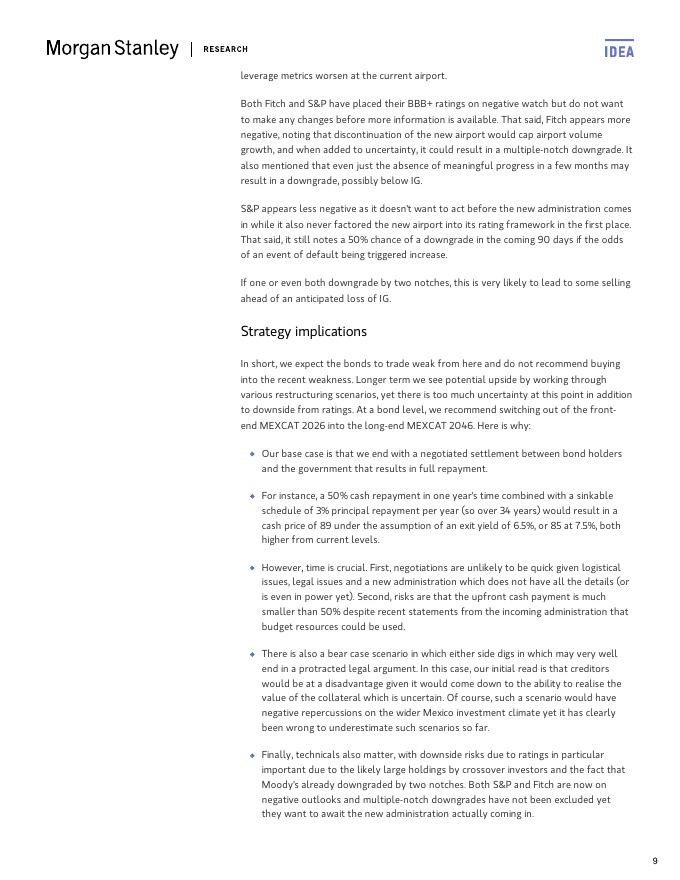 Morgan Stanley | RESEARCH
IDEA
leverage metrics worsen at the current airport.
Both Fitch and S&P have placed their BBB+ ratings on negative watch but do not want
to make any changes before more information is available. That said, Fitch appears more
negative, noting that discontinuation of the new airport would cap airport volume
growth, and when added to uncertainty, it could result in a multiple-notch downgrade. It
also mentioned that even just the absence of meaningful progress in a few months may
result in a downgrade, possibly below IG.
S&P appears less negative as it doesn't want to act before the new administration comes
in while it also never factored the new airport into its rating framework in the first place.
That said, it still notes a 50% chance of a downgrade in the coming 90 days if the odds
of an event of default being triggered increase.
If one or even both downgrade by two notches, this is very likely to lead to some selling
ahead of an anticipated loss of IG.
Strategy implications
In short, we expect the bonds to trade weak from here and do not recommend buying
into the recent weakness. Longer term we see potential upside by working through
various restructuring scenarios, yet there is too much uncertainty at this point in addition
to downside from ratings. At a bond level, we recommend switching out of the front-
end MEXCAT 2026 into the long-end MEXCAT 2046. Here is why:
Our base case is that we end with a negotiated settlement between bond holders
and the government that results in full repayment.
For instance, a 50% cash repayment in one year's time combined with a sinkable
schedule of 3% principal repayment per year (so over 34 years) would result in a
cash price of 89 under the assumption of an exit yield of 6.5%, or 85 at 7.5%, both
higher from current levels.
However, time is crucial. First, negotiations are unlikely to be quick given logistical
issues, legal issues and a new administration which does not have all the details (or
is even in power yet). Second, risks are that the upfront cash payment is much
smaller than 50% despite recent statements from the incoming administration that
budget resources could be used.
There is also a bear case scenario in which either side digs in which may very well
end in a protracted legal argument. In this case, our initial read is that creditors
would be at a disadvantage given it would come down to the ability to realise the
value of the collateral which is uncertain. Of course, such a scenario would have
negative repercussions on the wider Mexico investment climate yet it has clearly
been wrong to underestimate such scenarios so far.
Finally, technicals also matter, with downside risks due to ratings in particular
important due to the likely large holdings by crossover investors and the fact that
Moody's already downgraded by two notches. Both S&P and Fitch are now on
negative outlooks and multiple-notch downgrades have not been excluded yet
they want to await the new administration actually coming in.
9